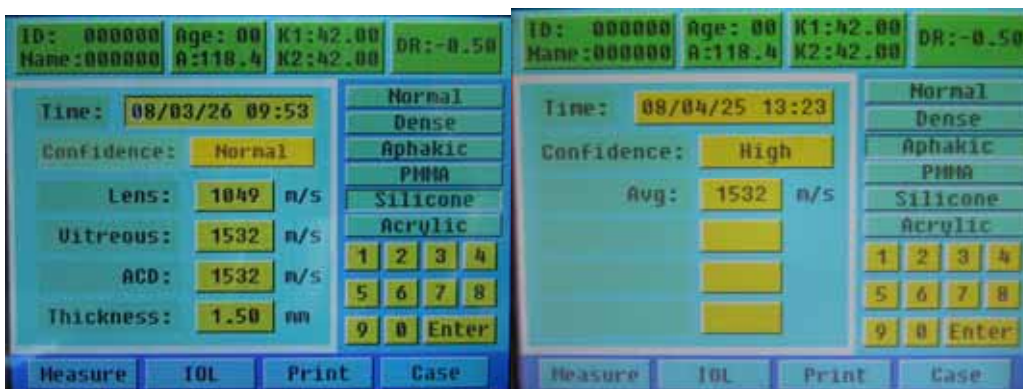 ID: 000000 Age: 00 K1:42.00 DR:-0.50
Name:000000 A:118.4 K2:42.00
Time: 08/03/26 09:53
Confidence: Normal
Lens: 1049 m/s
Vitreous: 1532 m/s
ACD: 1532 m/s
Thickness: 1.50 mm
Normal
Dense
Aphakic
PMMA
Silicone
Acrylic
1 2 3 4
5 6 7 8
9 0 Enter
Measure IOL Print Case
ID: 000000 Age: 00 K1:42.00 DR:-0.50
Name:000000 A:118.4 K2:42.00
Time: 08/04/25 13:23
Confidence: High
Avg: 1532 m/s
Normal
Dense
Aphakic
PMMA
Silicone
Acrylic
1 2 3 4
5 6 7 8
9 0 Enter
Measure IOL Print Case